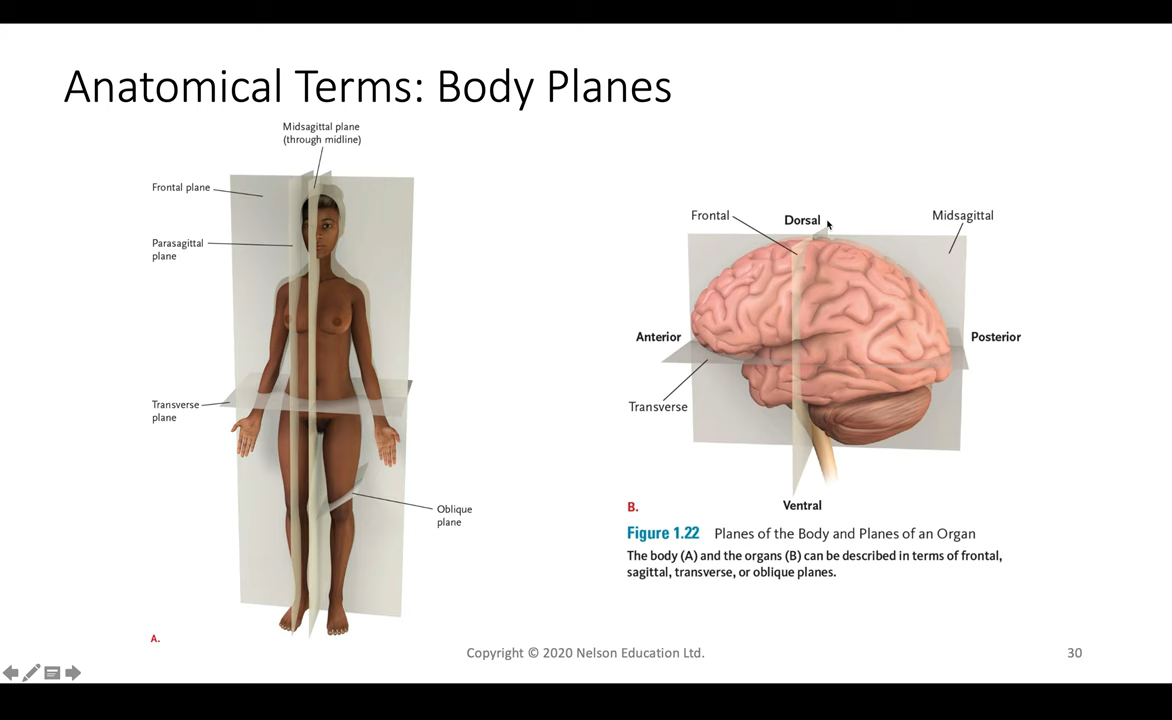 Anatomical Terms: Body Planes
Midsagittal plane
(through midline)
Frontal plane
Parasagittal
plane
Transverse
plane
Oblique
plane
A.
Frontal
Dorsal
Midsagittal
Anterior
Posterior
Transverse
Ventral
B.
Figure 1.22 Planes of the Body and Planes of an Organ
The body (A) and the organs (B) can be described in terms of frontal,
sagittal, transverse, or oblique planes.
Copyright © 2020 Nelson Education Ltd.
30